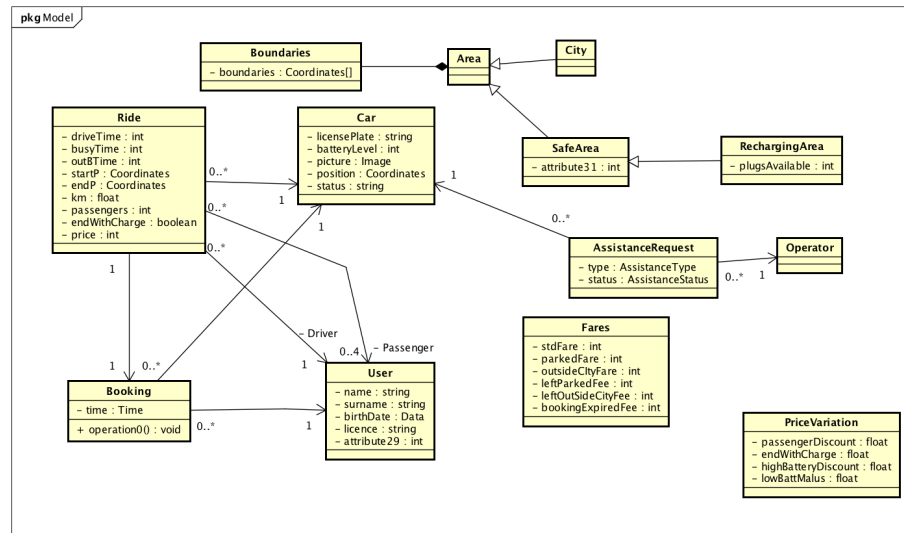 pkg Model
Boundaries
- boundaries : Coordinates[]
Area
City
Ride
- driveTime : int
- busyTime : int
- outBTime : int
- startP : Coordinates
- endP : Coordinates
- km : float
- passengers : int
- endWithCharge : boolean
- price : int
Car
- licensePlate : string
- batteryLevel : int
- picture : Image
- position : Coordinates
- status : string
SafeArea
- attribute31 : int
RechargingArea
- plugsAvailable : int
0..*
1
0..*
1
1
0..*
0..*
1
AssistanceRequest
- type : AssistanceType
- status : AssistanceStatus
Operator
0..*
1
Fares
- stdFare : int
- parkedFare : int
- outsideCItyFare : int
- leftParkedFee : int
- leftOutSideCityFee : int
- bookingExpiredFee : int
- Driver
- Passenger
0..4
1
1
0..*
Booking
- time : Time
+ operation0() : void
0..*
1
User
- name : string
- surname : string
- birthDate : Data
- licence : string
- attribute29 : int
PriceVariation
- passengerDiscount : float
- endWithCharge : float
- highBatteryDiscount : float
- lowBattMalus : float